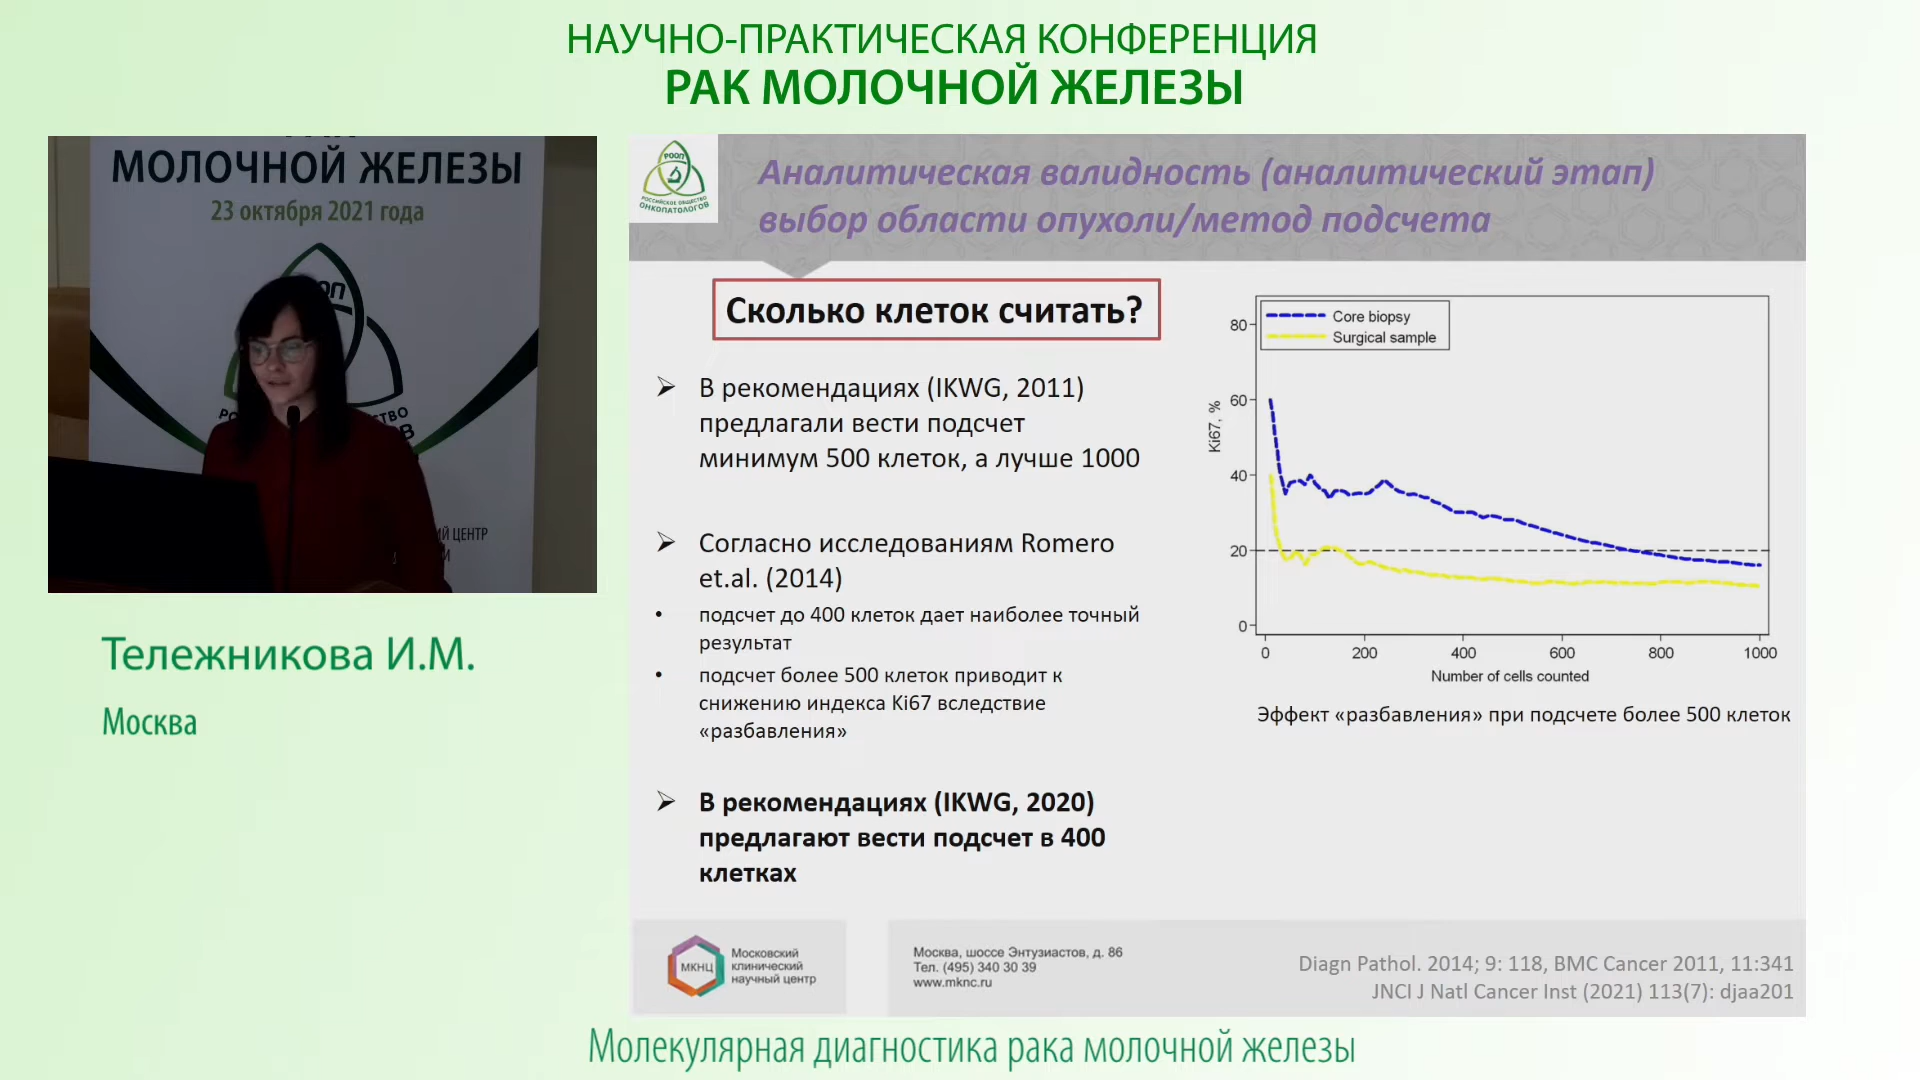 НАУЧНО-ПРАКТИЧЕСКАЯ КОНФЕРЕНЦИЯ
РАК МОЛОЧНОЙ ЖЕЛЕЗЫ
МОЛОЧНОЙ ЖЕЛЕЗЫ
23 октября 2021 года
Тележникова И.М.
Москва
РООП
РОССИЙСКОЕ ОБЩЕСТВО
ОНКОПАТОЛОГОВ
Аналитическая валидность (аналитический этап)
выбор области опухоли/метод подсчета
Сколько клеток считать?
В рекомендациях (IKWG, 2011)
предлагали вести подсчет
минимум 500 клеток, а лучше 1000
Согласно исследованиям Romero
et.al. (2014)
• подсчет до 400 клеток дает наиболее точный
результат
• подсчет более 500 клеток приводит к
снижению индекса Ki67 вследствие
«разбавления»
В рекомендациях (IKWG, 2020)
предлагают вести подсчет в 400
клетках
Core biopsy
Surgical sample
Ki67, %
80
60
40
20
0
0 200 400 600 800 1000
Number of cells counted
Эффект «разбавления» при подсчете более 500 клеток
МКНЦ
Московский
клинический
научный центр
Москва, шоссе Энтузиастов, д. 86
Тел. (495) 340 30 39
www.mknc.ru
Diagn Pathol. 2014; 9: 118, BMC Cancer 2011, 11:341
JNCI J Natl Cancer Inst (2021) 113(7): djaa201
Молекулярная диагностика рака молочной железы